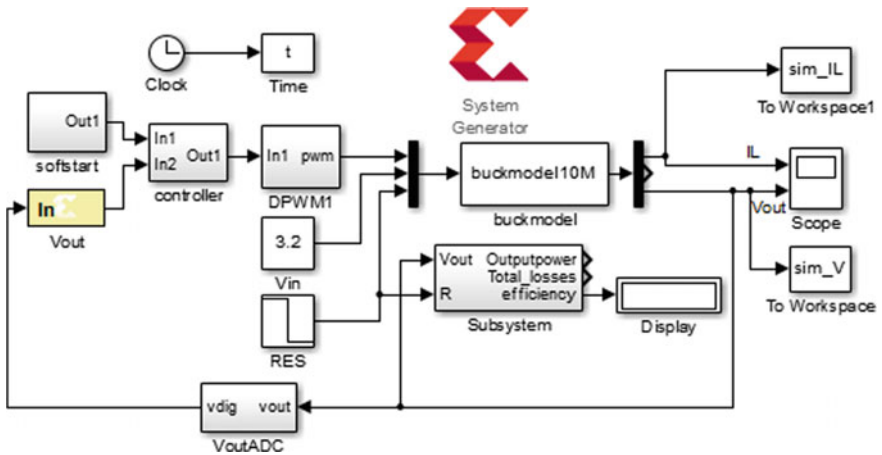 Clock
t
Time
System
Generator
sim_IL
To Workspace1
Out1
softstart
In1
In2
Out1
controller
In1 pwm
DPWM1
buckmodel10M
buckmodel
IL
Vout
Scope
In
Vout
3.2
Vin
Vout
R
Outputpower
Total_losses
efficiency
Subsystem
Display
sim_V
To Workspace
RES
vdig vout
VoutADC